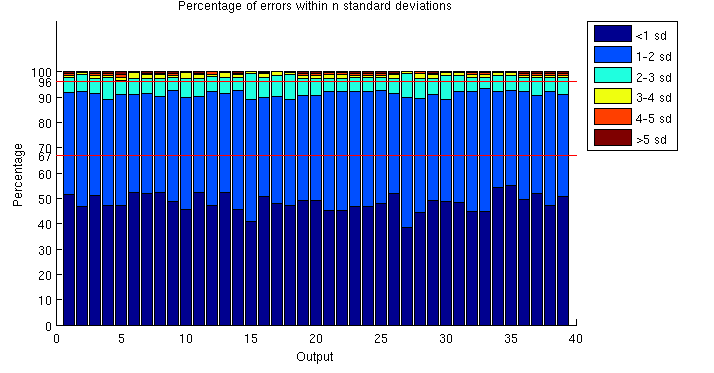 Percentage of errors within n standard deviations
<1 sd
1-2 sd
2-3 sd
3-4 sd
4-5 sd
>5 sd
100
96
90
80
70
67
60
50
40
30
20
10
0
Percentage
0 5 10 15 20 25 30 35 40
Output